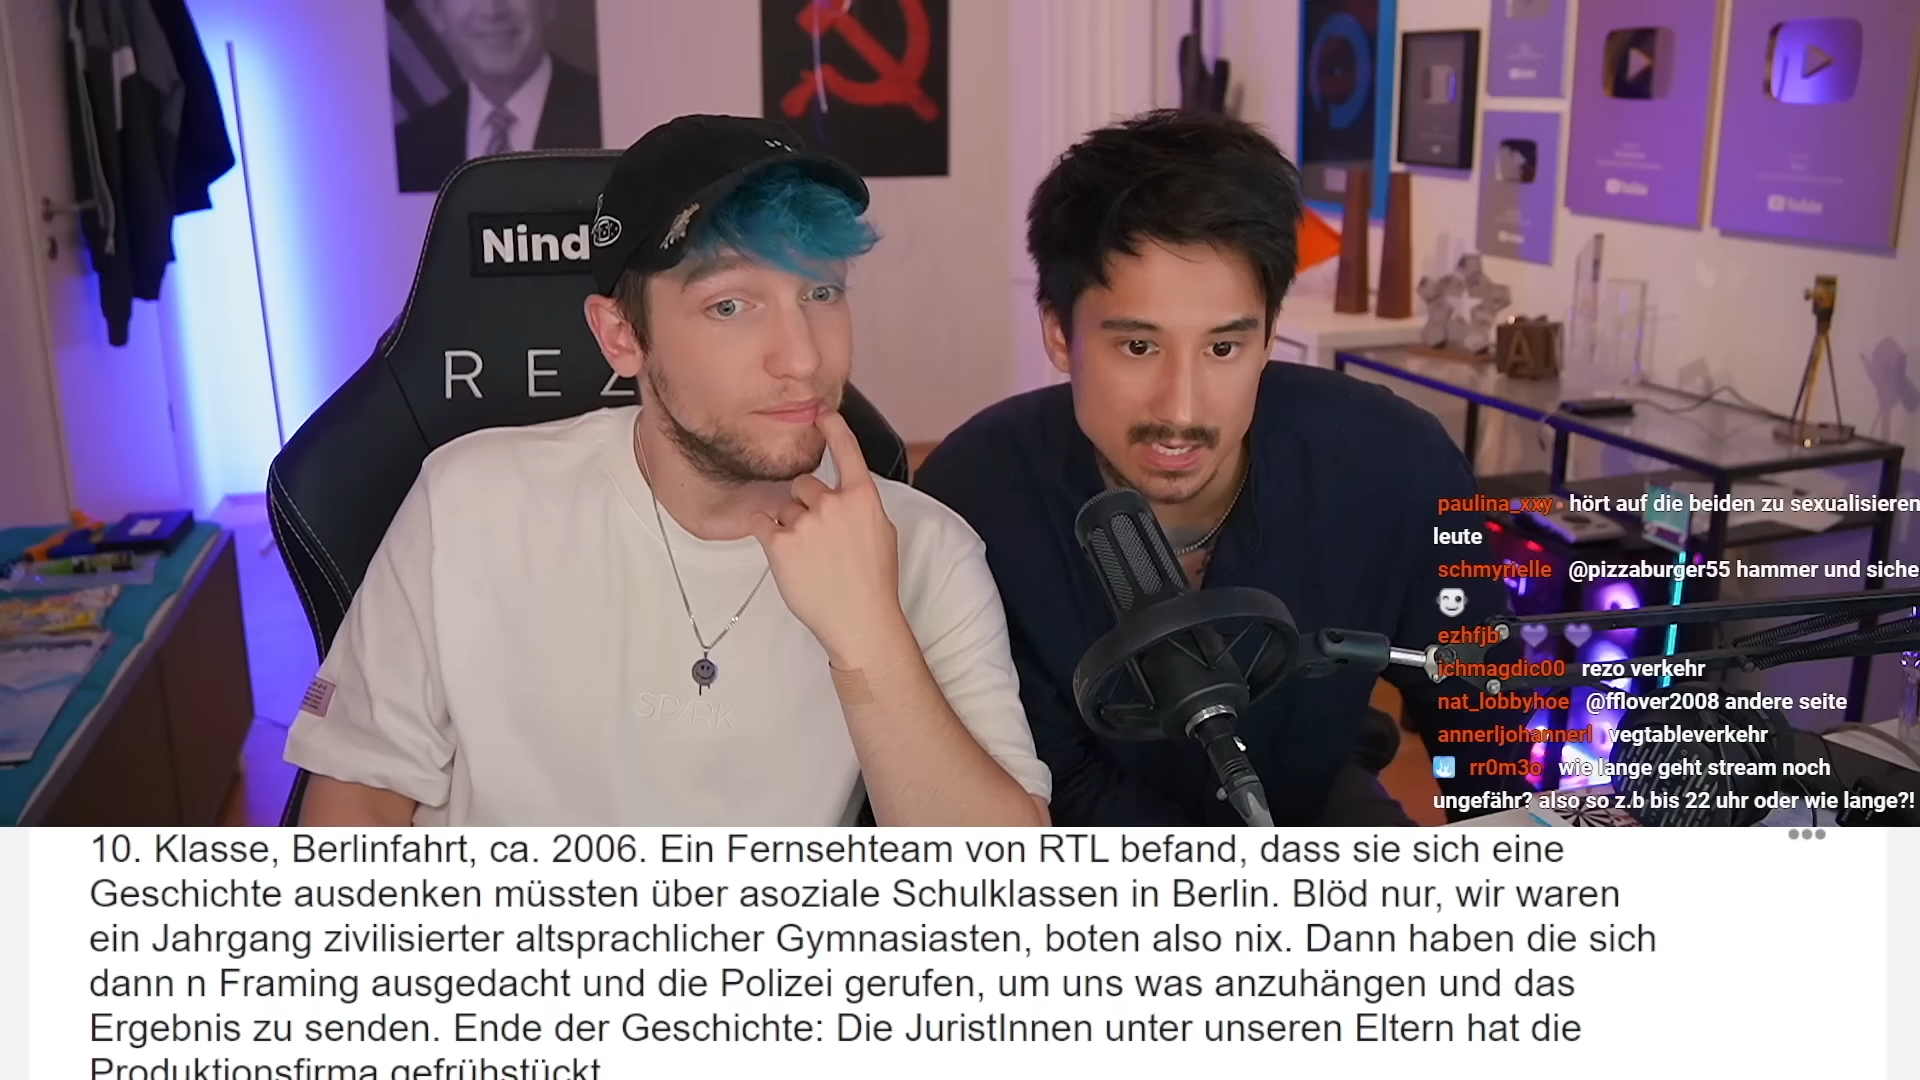 Nind
REZ
SPARK
YouTube
YouTube
A
paulina_xxy hört auf die beiden zu sexualisieren
leute
schmyrielle @pizzaburger55 hammer und siche
ezhfjb
ichmagdic00 rezo verkehr
nat_lobbyhoe @fflover2008 andere seite
annerljohannerl vegtableverkehr
rr0m3o wie lange geht stream noch
ungefähr? also so z.b bis 22 uhr oder wie lange?!
10. Klasse, Berlinfahrt, ca. 2006. Ein Fernsehteam von RTL befand, dass sie sich eine
Geschichte ausdenken müssten über asoziale Schulklassen in Berlin. Blöd nur, wir waren
ein Jahrgang zivilisierter altsprachlicher Gymnasiasten, boten also nix. Dann haben die sich
dann n Framing ausgedacht und die Polizei gerufen, um uns was anzuhängen und das
Ergebnis zu senden. Ende der Geschichte: Die JuristInnen unter unseren Eltern hat die
Produktionsfirma gefrühstückt